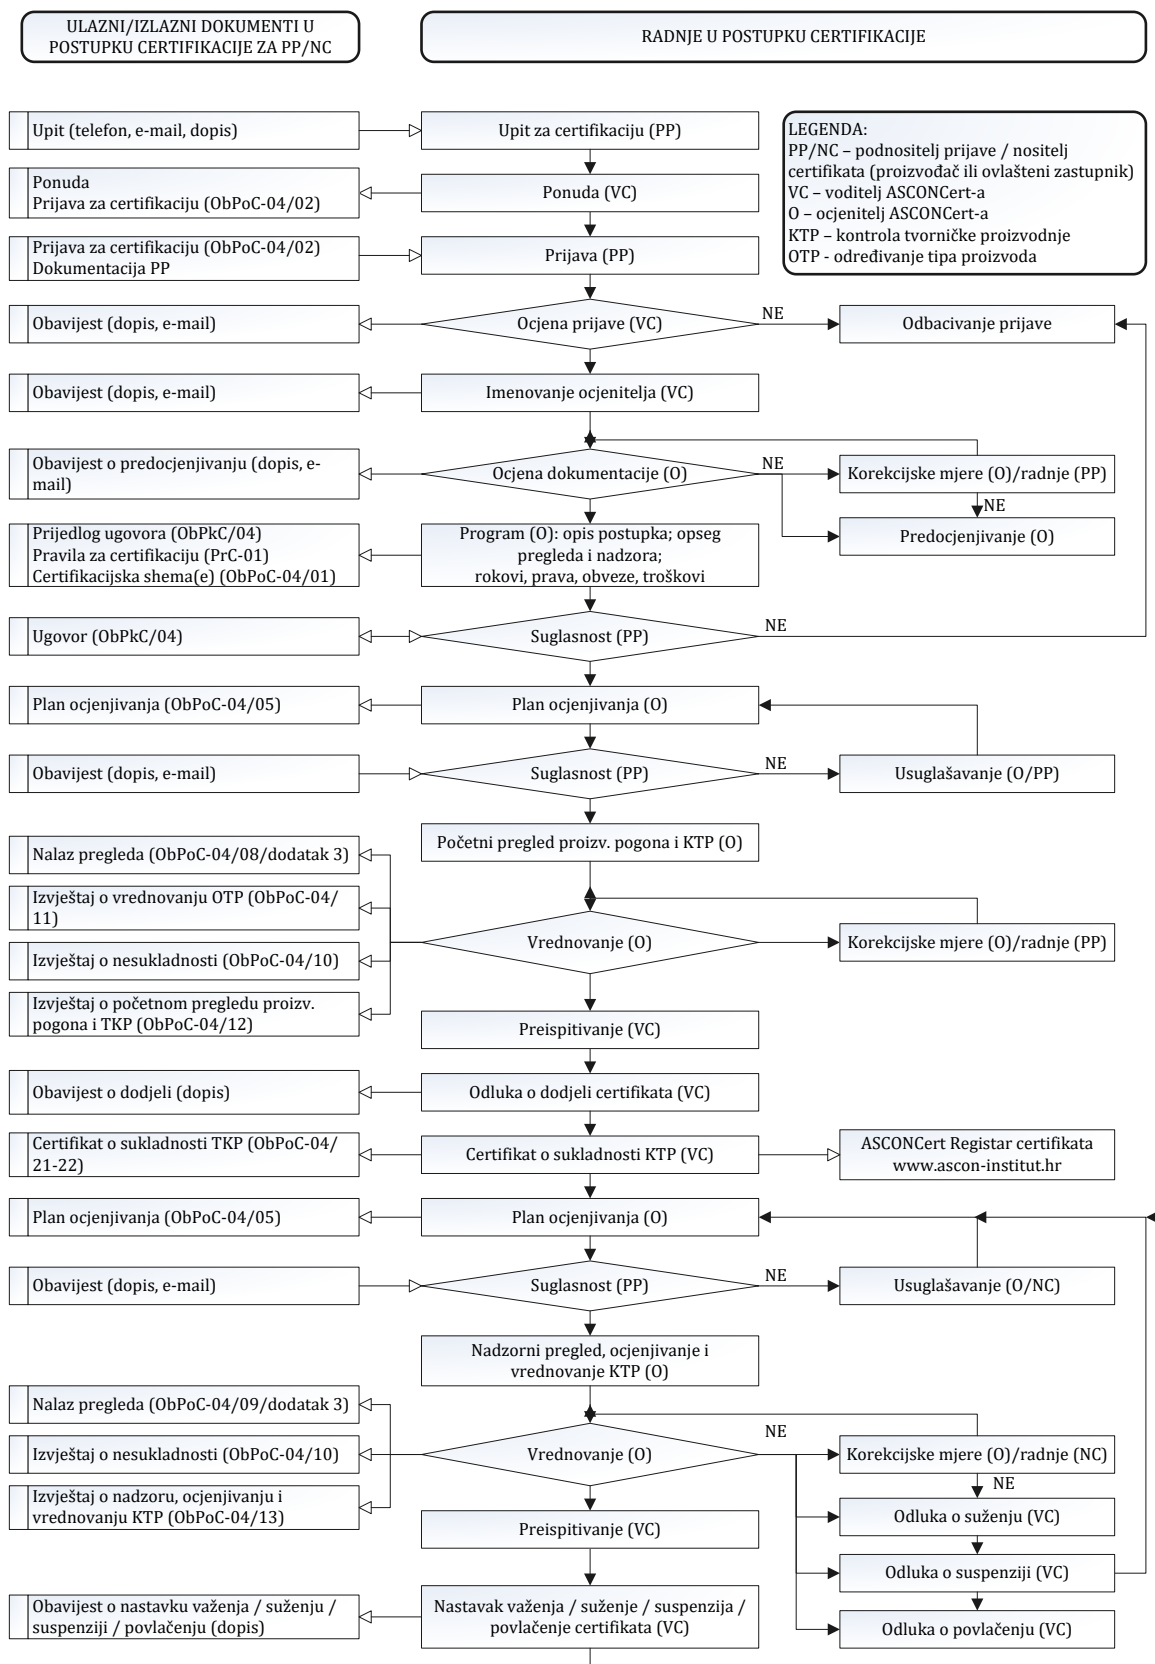 ULAZNI/IZLAZNI DOKUMENTI U
POSTUPKU CERTIFIKACIJE ZA PP/NC
RADNJE U POSTUPKU CERTIFIKACIJE
Upit (telefon, e-mail, dopis)
Upit za certifikaciju (PP)
LEGENDA:
PP/NC – podnositelj prijave / nositelj
certifikata (proizvođač ili ovlašteni zastupnik)
VC – voditelj ASCONCert-a
O – ocjenitelj ASCONCert-a
KTP – kontrola tvorničke proizvodnje
OTP - određivanje tipa proizvoda
Ponuda
Prijava za certifikaciju (ObPoC-04/02)
Ponuda (VC)
Prijava za certifikaciju (ObPoC-04/02)
Dokumentacija PP
Prijava (PP)
Obavijest (dopis, e-mail)
Ocjena prijave (VC)
NE
Odbacivanje prijave
Obavijest (dopis, e-mail)
Imenovanje ocjenitelja (VC)
Obavijest o predocjenjivanju (dopis, e-
mail)
Ocjena dokumentacije (O)
NE
Korekcijske mjere (O)/radnje (PP)
NE
Predocjenjivanje (O)
Prijedlog ugovora (ObPkC/04)
Pravila za certifikaciju (PrC-01)
Certifikacijska shema(e) (ObPoC-04/01)
Program (O): opis postupka; opseg
pregleda i nadzora;
rokovi, prava, obveze, troškovi
Ugovor (ObPkC/04)
Suglasnost (PP)
NE
Plan ocjenjivanja (ObPoC-04/05)
Plan ocjenjivanja (O)
Obavijest (dopis, e-mail)
Suglasnost (PP)
NE
Usuglašavanje (O/PP)
Početni pregled proizv. pogona i KTP (O)
Nalaz pregleda (ObPoC-04/08/dodatak 3)
Izvještaj o vrednovanju OTP (ObPoC-04/
11)
Vrednovanje (O)
Korekcijske mjere (O)/radnje (PP)
Izvještaj o nesukladnosti (ObPoC-04/10)
Izvještaj o početnom pregledu proizv.
pogona i TKP (ObPoC-04/12)
Preispitivanje (VC)
Obavijest o dodjeli (dopis)
Odluka o dodjeli certifikata (VC)
Certifikat o sukladnosti TKP (ObPoC-04/
21-22)
Certifikat o sukladnosti KTP (VC)
ASCONCert Registar certifikata
www.ascon-institut.hr
Plan ocjenjivanja (ObPoC-04/05)
Plan ocjenjivanja (O)
Obavijest (dopis, e-mail)
Suglasnost (PP)
NE
Usuglašavanje (O/NC)
Nadzorni pregled, ocjenjivanje i
vrednovanje KTP (O)
Nalaz pregleda (ObPoC-04/09/dodatak 3)
Izvještaj o nesukladnosti (ObPoC-04/10)
Vrednovanje (O)
NE
Korekcijske mjere (O)/radnje (NC)
NE
Izvještaj o nadzoru, ocjenjivanju i
vrednovanju KTP (ObPoC-04/13)
Preispitivanje (VC)
Odluka o suženju (VC)
Odluka o suspenziji (VC)
Obavijest o nastavku važenja / suženju /
suspenziji / povlačenju (dopis)
Nastavak važenja / suženje / suspenzija /
povlačenje certifikata (VC)
Odluka o povlačenju (VC)